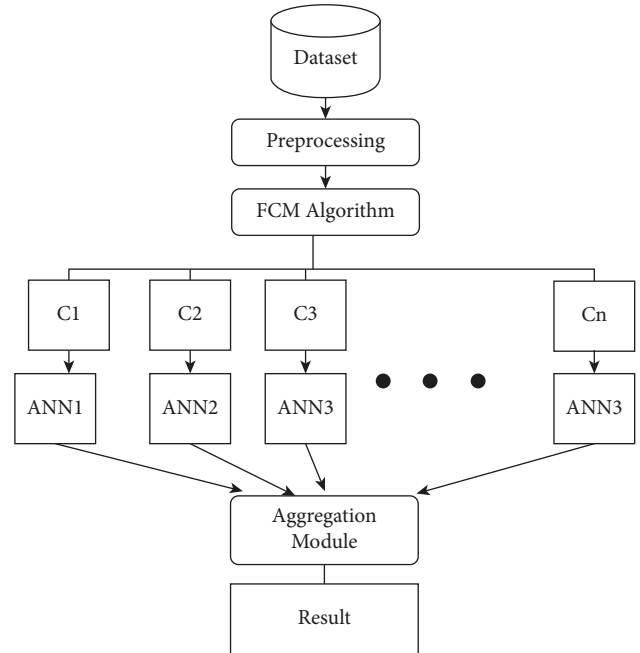 Dataset
Preprocessing
FCM Algorithm
C1
C2
C3
Cn
ANN1
ANN2
ANN3
ANN3
Aggregation
Module
Result